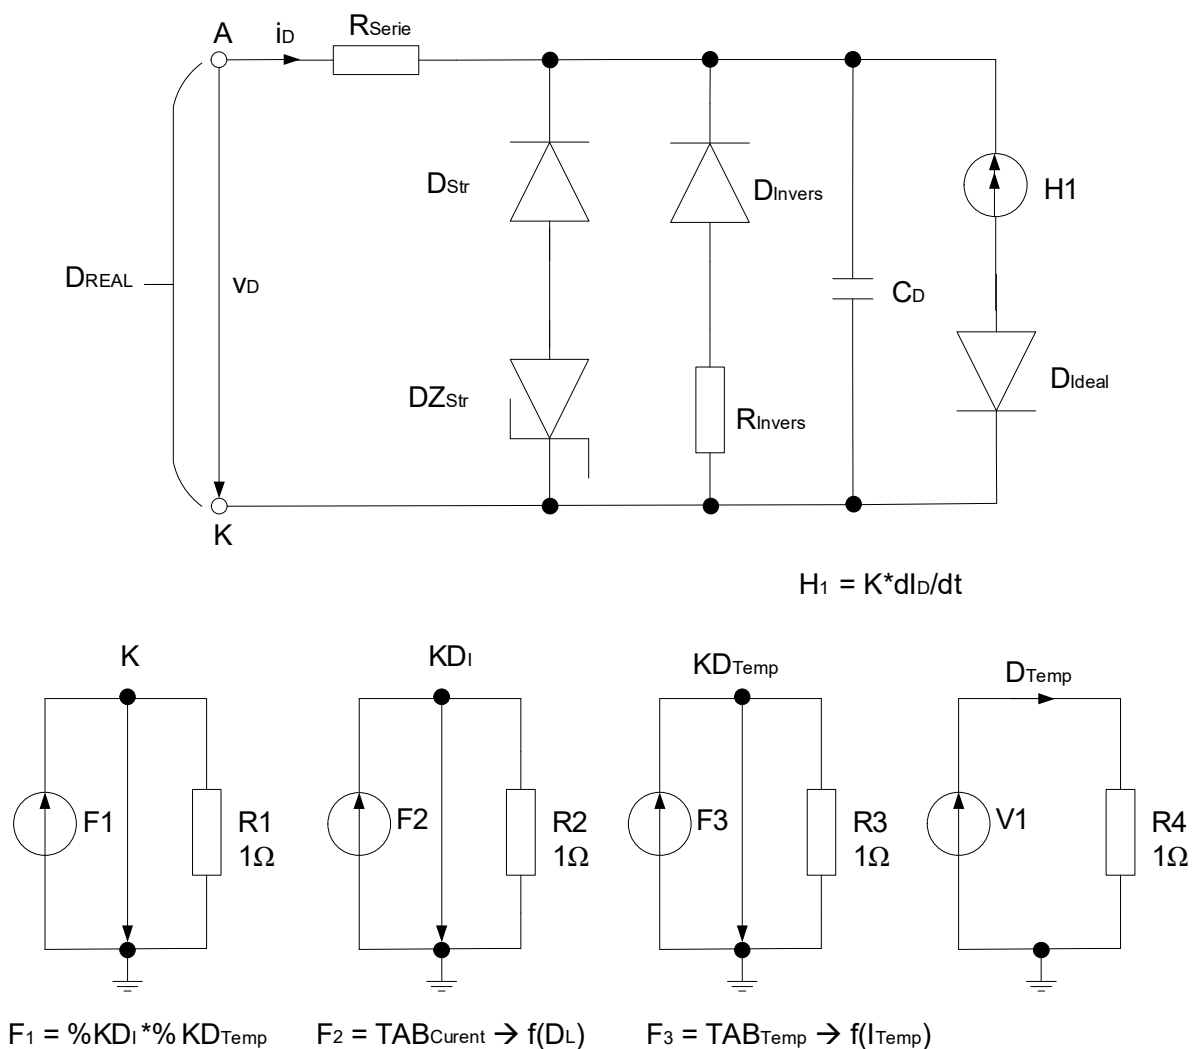 A
iD
RSerie
DStr
DInvers
H1
DREAL
vD
CD
DIdeal
DZStr
RInvers
K
H1 = K*dID/dt
K
KDI
KDTemp
DTemp
F1
R1
1Ω
F2
R2
1Ω
F3
R3
1Ω
V1
R4
1Ω
F1 = %KDI*% KDTemp
F2 = TABCurent → f(DL)
F3 = TABTemp → f(ITemp)